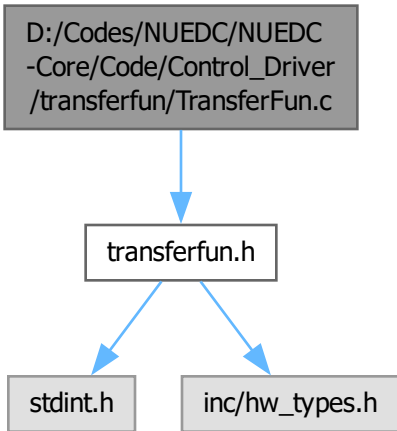 D:/Codes/NUEDC/NUEDC
-Core/Code/Control_Driver
/transferfun/TransferFun.c
transferfun.h
stdint.h
inc/hw_types.h